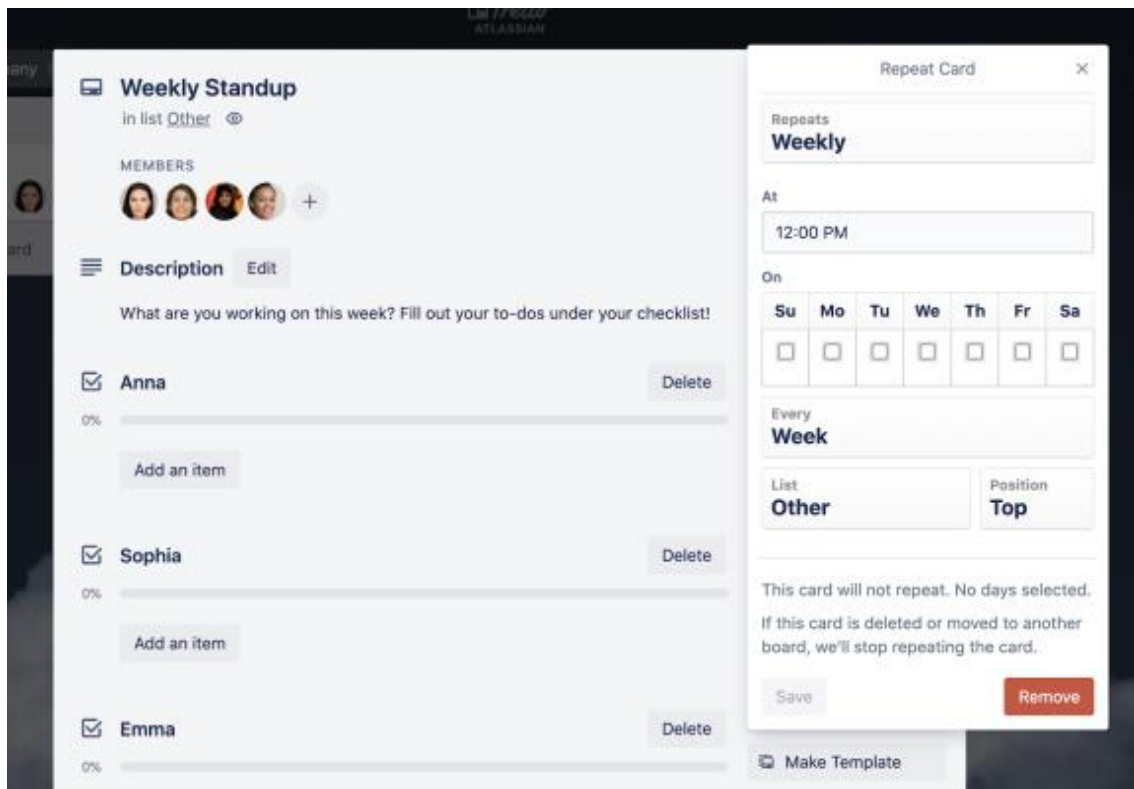 Trello
ATLASSIAN
Weekly Standup
in list Other
MEMBERS
+
Description Edit
What are you working on this week? Fill out your to-dos under your checklist!
Anna Delete
0%
Add an item
Sophia Delete
0%
Add an item
Emma Delete
0%
Repeat Card ×
Repeats
Weekly
At
12:00 PM
On
Su Mo Tu We Th Fr Sa
Every
Week
List Position
Other Top
This card will not repeat. No days selected.
If this card is deleted or moved to another
board, we'll stop repeating the card.
Save Remove
Make Template